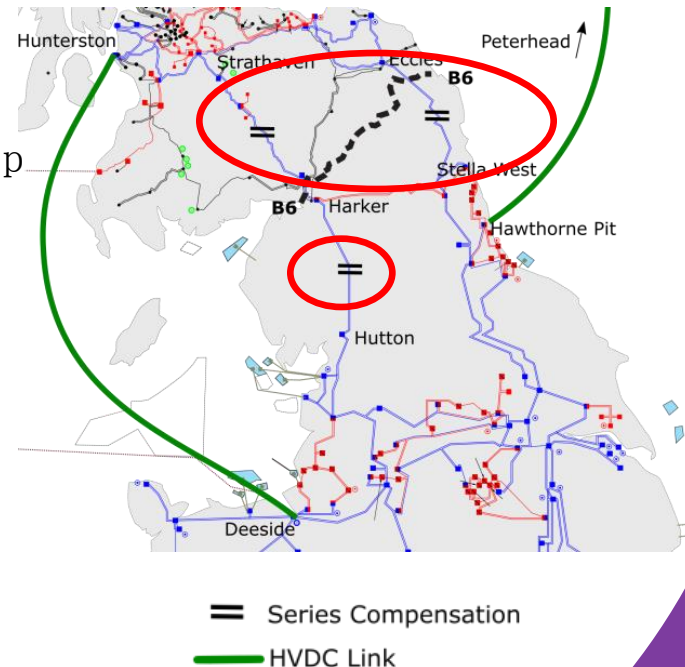 Hunterston
Peterhead
Strathaven
Eccles
B6
p
Stella West
B6
Harker
Hawthorne Pit
Hutton
Deeside
Series Compensation
HVDC Link